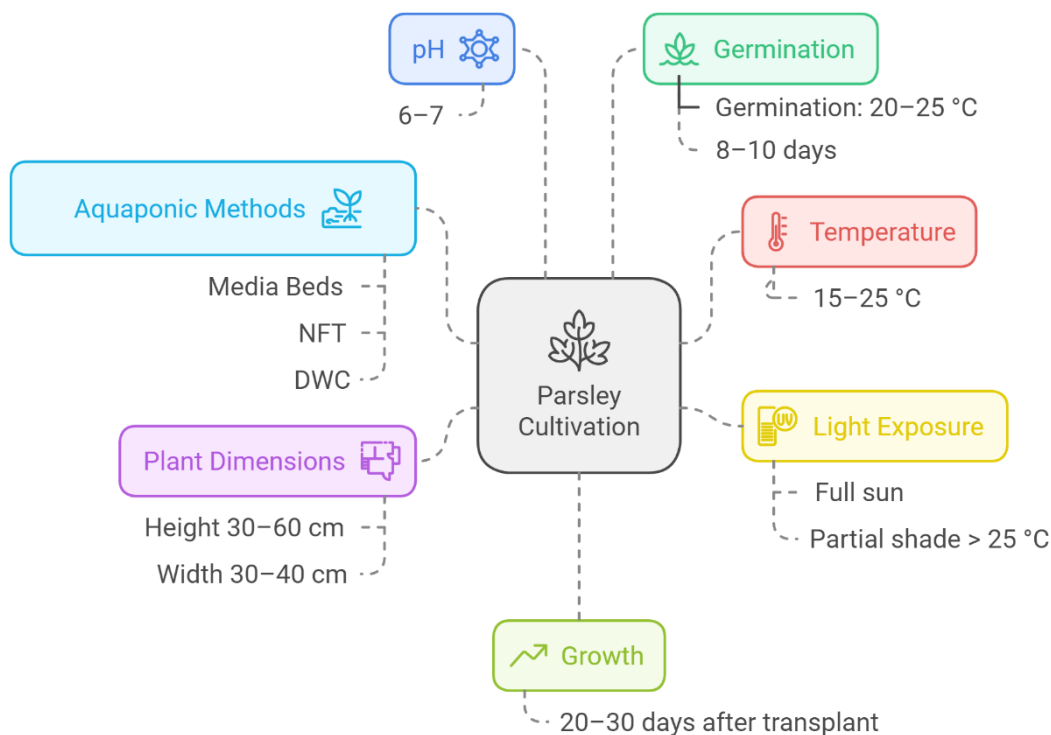 pH
6–7
Germination
Germination: 20–25 °C
8–10 days
Aquaponic Methods
Media Beds
NFT
DWC
Temperature
15–25 °C
Parsley
Cultivation
Light Exposure
UV
Full sun
Partial shade > 25 °C
Plant Dimensions
Height 30–60 cm
Width 30–40 cm
Growth
20–30 days after transplant